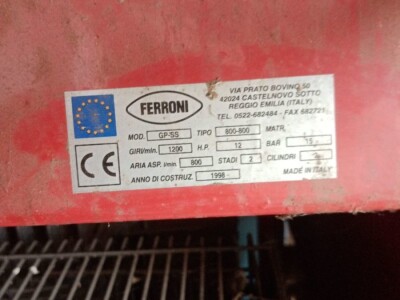 FERRONI
VIA PRATO BOVINO 50
42024 CASTELNOVO SOTTO
REGGIO EMILIA (ITALY)
TEL. 0522-682484 - FAX 682721
MOD. GP-SS TIPO 800-800 MATR.
GIRI/min. 1200 H.P. 12 BAR
ARIA ASP. l/min. 800 STADI 2 CILINDRI
ANNO DI COSTRUZ. 1998 MADE IN ITALY
CE